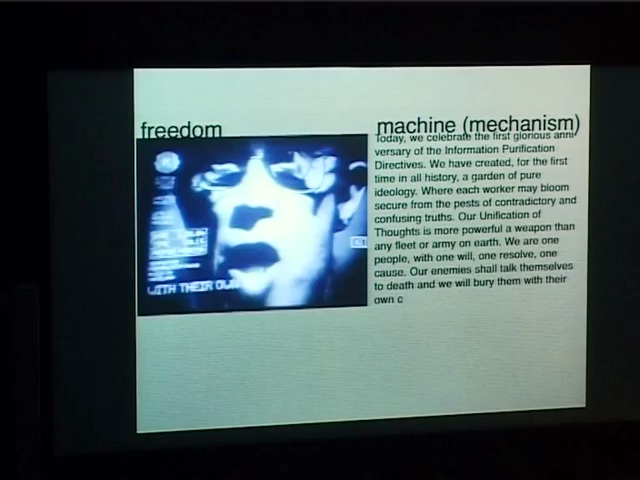 freedom
machine (mechanism)
WITH THEIR OWN
Today, we celebrate the first glorious anni
versary of the Information Purification
Directives. We have created, for the first
time in all history, a garden of pure
ideology. Where each worker may bloom
secure from the pests of contradictory and
confusing truths. Our Unification of
Thoughts is more powerful a weapon than
any fleet or army on earth. We are one
people, with one will, one resolve, one
cause. Our enemies shall talk themselves
to death and we will bury them with their
own c